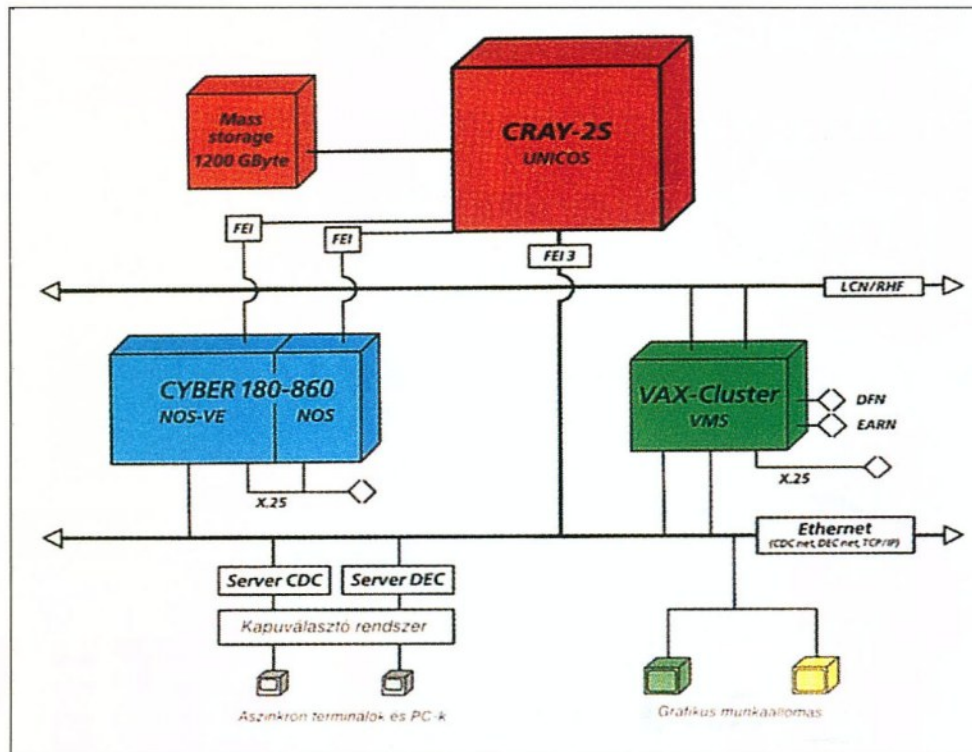 Mass
storage
1200 GByte
CRAY-2S
UNICOS
FEI
FEI
FEI 3
LCN/RHF
CYBER 180-860
NOS-VE
NOS
VAX-Cluster
VMS
DFN
EARN
X.25
X.25
Ethernet
(CDC net, DEC net, TCP/IP)
Server CDC
Server DEC
Kapuválasztó rendszer
Aszinkron terminálok és PC-k
Grafikus munkaállomás